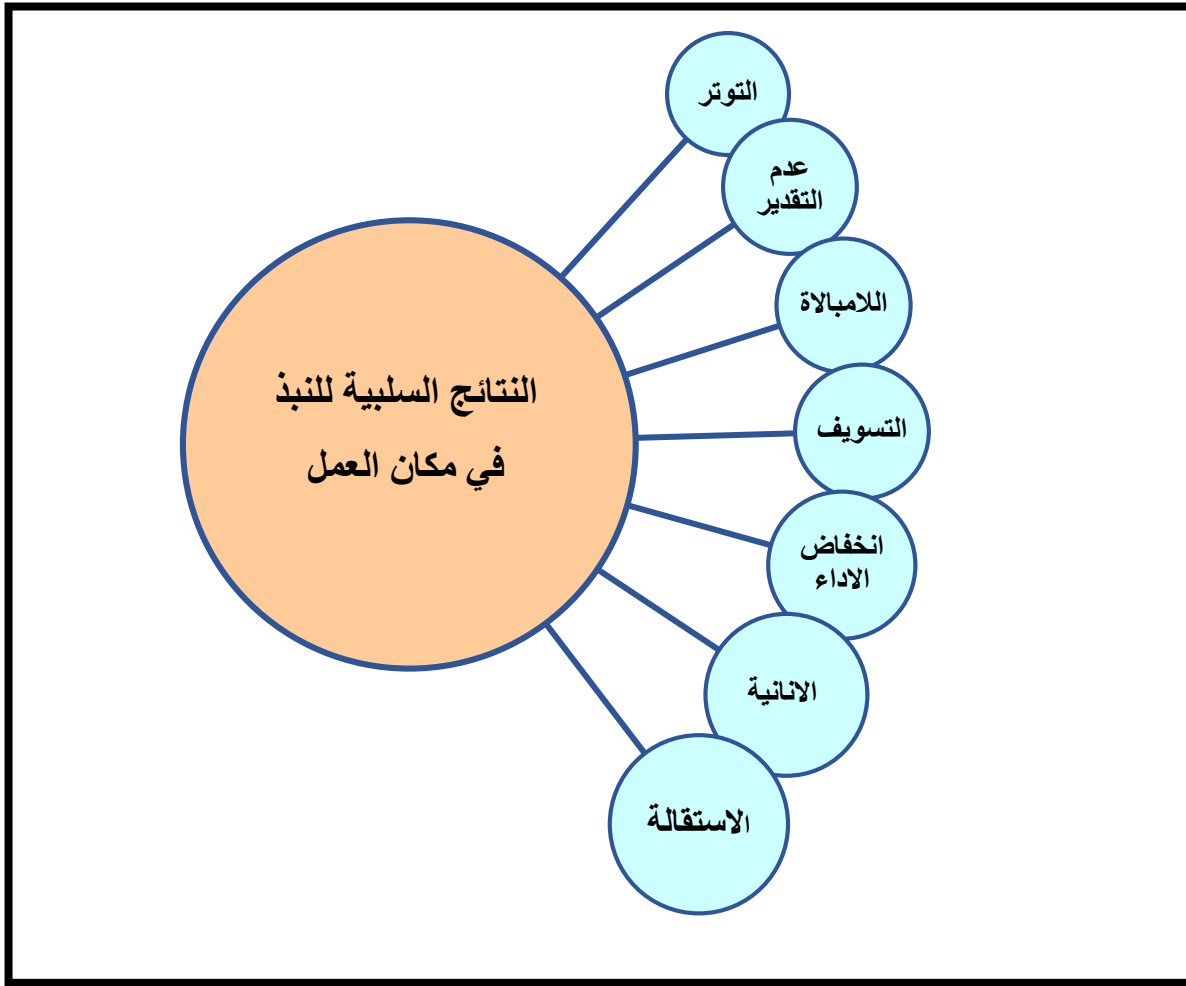 التوتر
عدم
التقدير
اللامبالاة
التسويف
انخفاض
الاداء
الانانية
الاستقالة
النتائج السلبية للنبذ
في مكان العمل